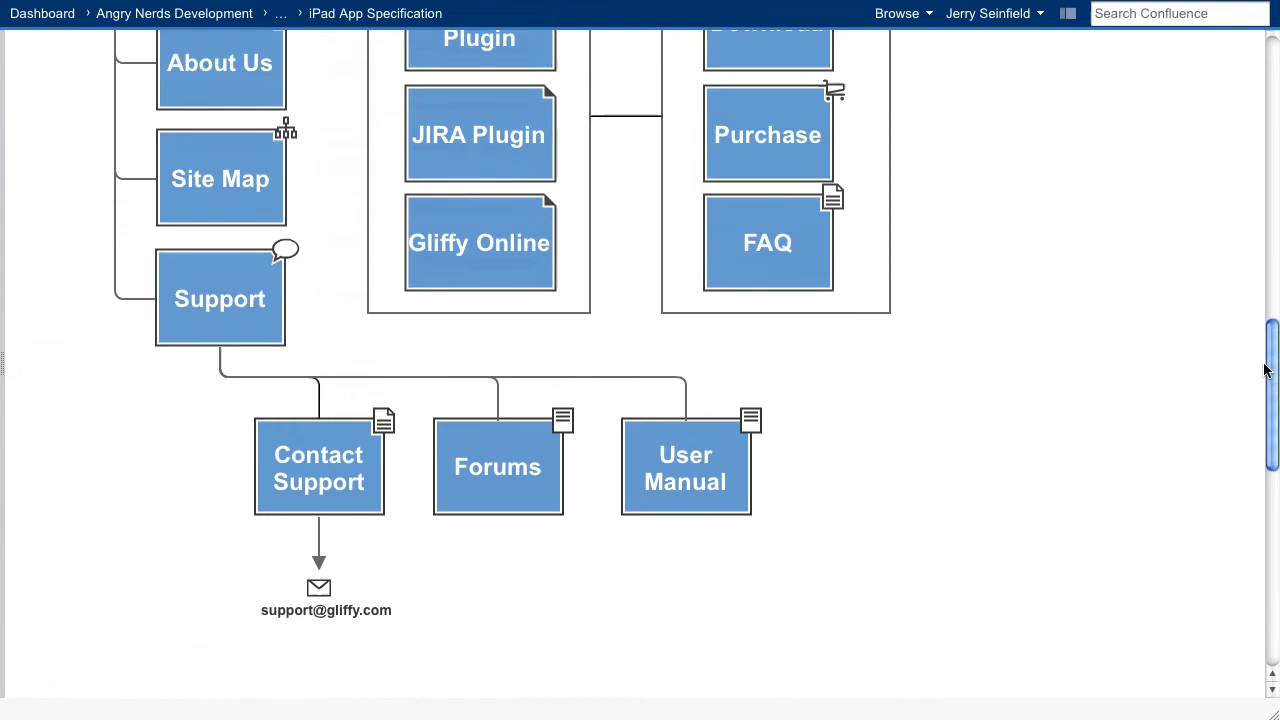 Dashboard › Angry Nerds Development › … › iPad App Specification
Browse Jerry Seinfield Search Confluence
Plugin
Download
About Us
JIRA Plugin
Purchase
Site Map
Gliffy Online
FAQ
Support
Contact
Support
Forums
User
Manual
support@gliffy.com